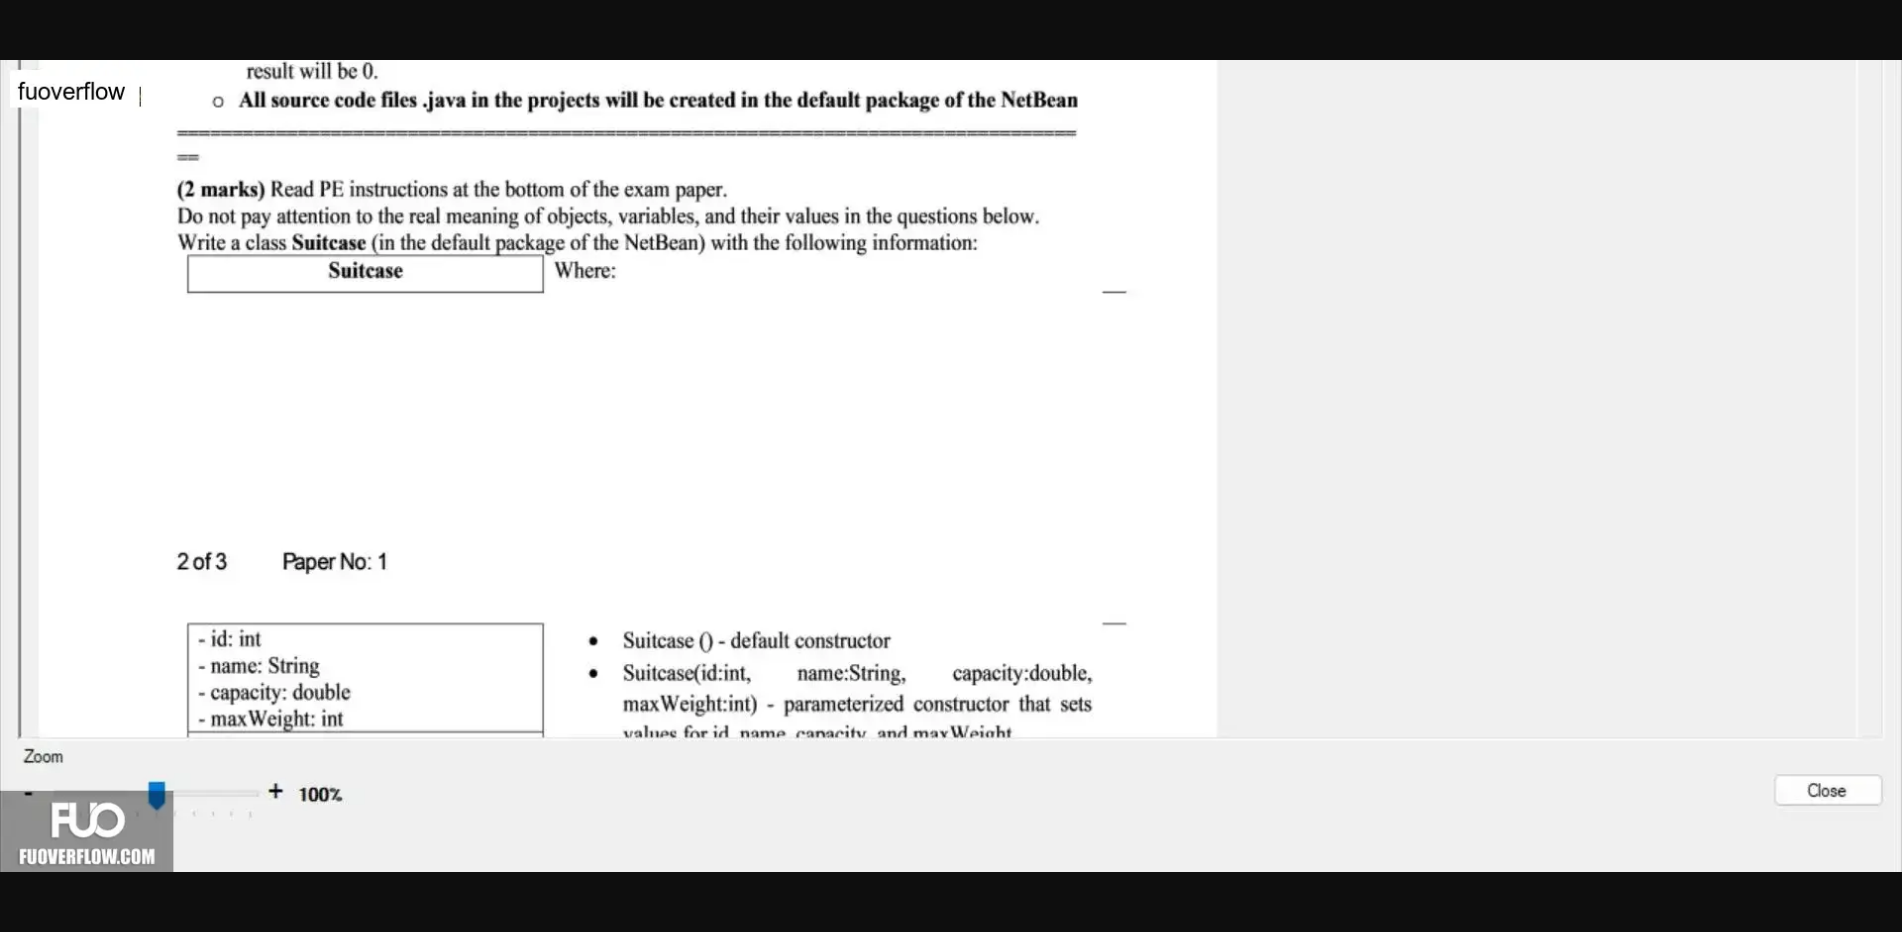 result will be 0.
fuoverflow
o All source code files .java in the projects will be created in the default package of the NetBean
==
(2 marks) Read PE instructions at the bottom of the exam paper.
Do not pay attention to the real meaning of objects, variables, and their values in the questions below.
Write a class Suitcase (in the default package of the NetBean) with the following information:
Suitcase
Where:
2 of 3 Paper No: 1
- id: int
- name: String
- capacity: double
- maxWeight: int
• Suitcase () - default constructor
• Suitcase(id:int, name:String, capacity:double,
maxWeight:int) - parameterized constructor that sets
values for id, name, capacity, and maxWeight
Zoom
- + 100%
Close
FUO
FUOVERFLOW.COM